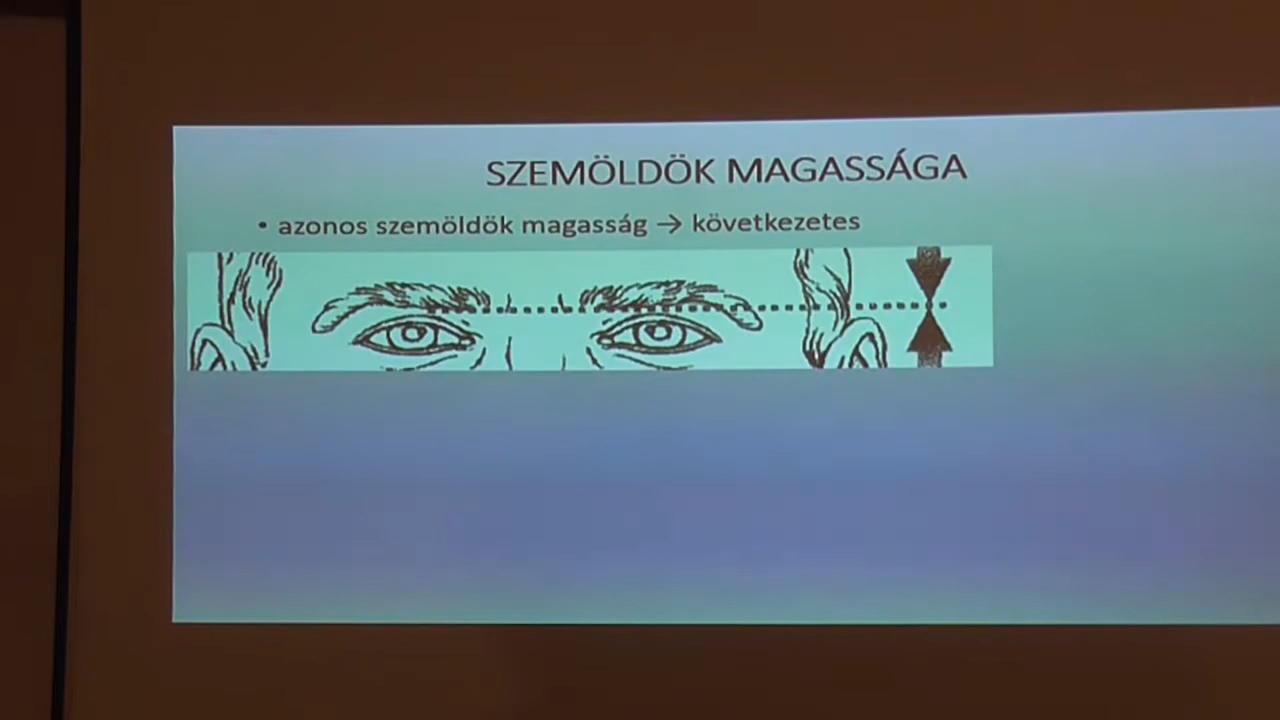 SZEMÖLDÖK MAGASSÁGA
• azonos szemöldök magasság → következetes